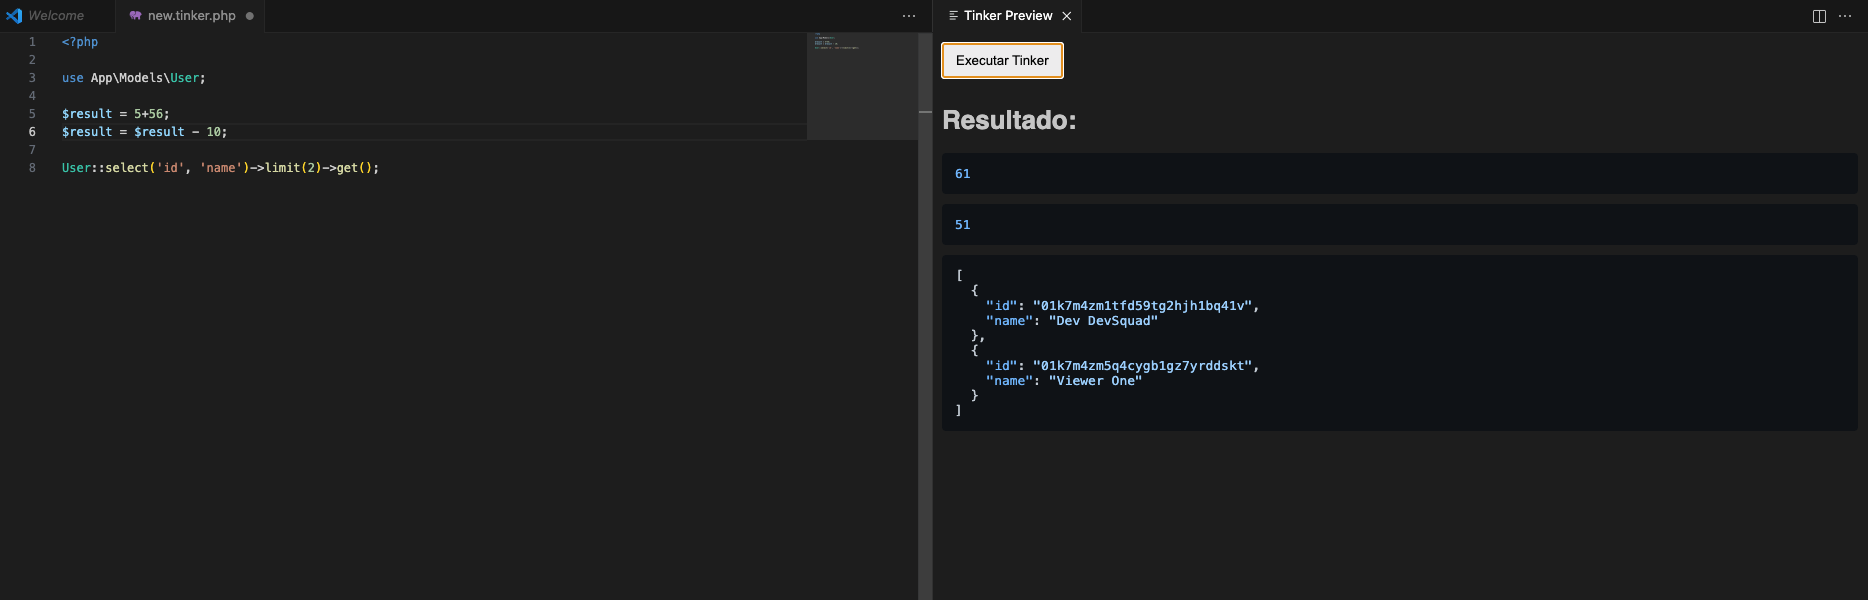 Welcome
new.tinker.php
1 <?php
2
3 use App\Models\User;
4
5 $result = 5+56;
6 $result = $result - 10;
7
8 User::select('id', 'name')->limit(2)->get();
Tinker Preview
Executar Tinker
Resultado:
61
51
[
{
"id": "01k7m4zm1tfd59tg2hjh1bq41v",
"name": "Dev DevSquad"
},
{
"id": "01k7m4zm5q4cygb1gz7yrddskt",
"name": "Viewer One"
}
]